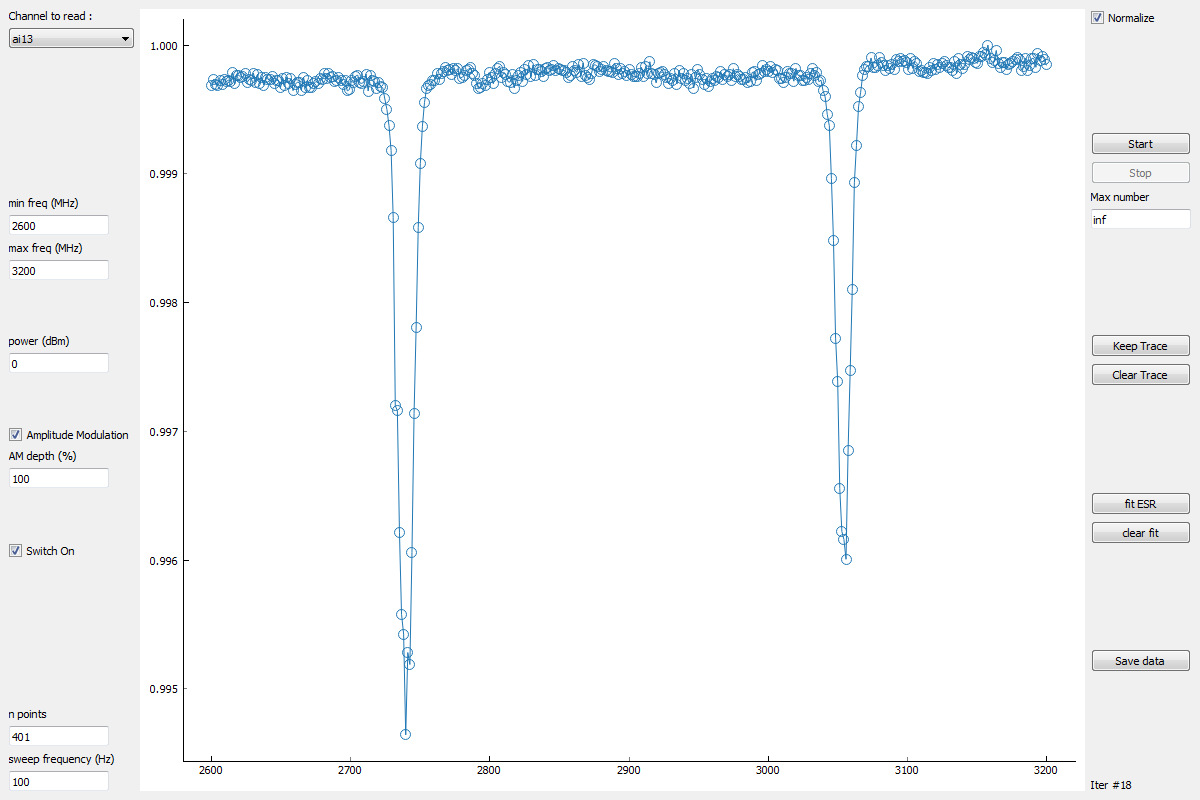 Channel to read :
ai13
min freq (MHz)
2600
max freq (MHz)
3200
power (dBm)
0
Amplitude Modulation
AM depth (%)
100
Switch On
n points
401
sweep frequency (Hz)
100
1.000
0.999
0.998
0.997
0.996
0.995
2600 2700 2800 2900 3000 3100 3200
Normalize
Start
Stop
Max number
inf
Keep Trace
Clear Trace
fit ESR
clear fit
Save data
Iter #18